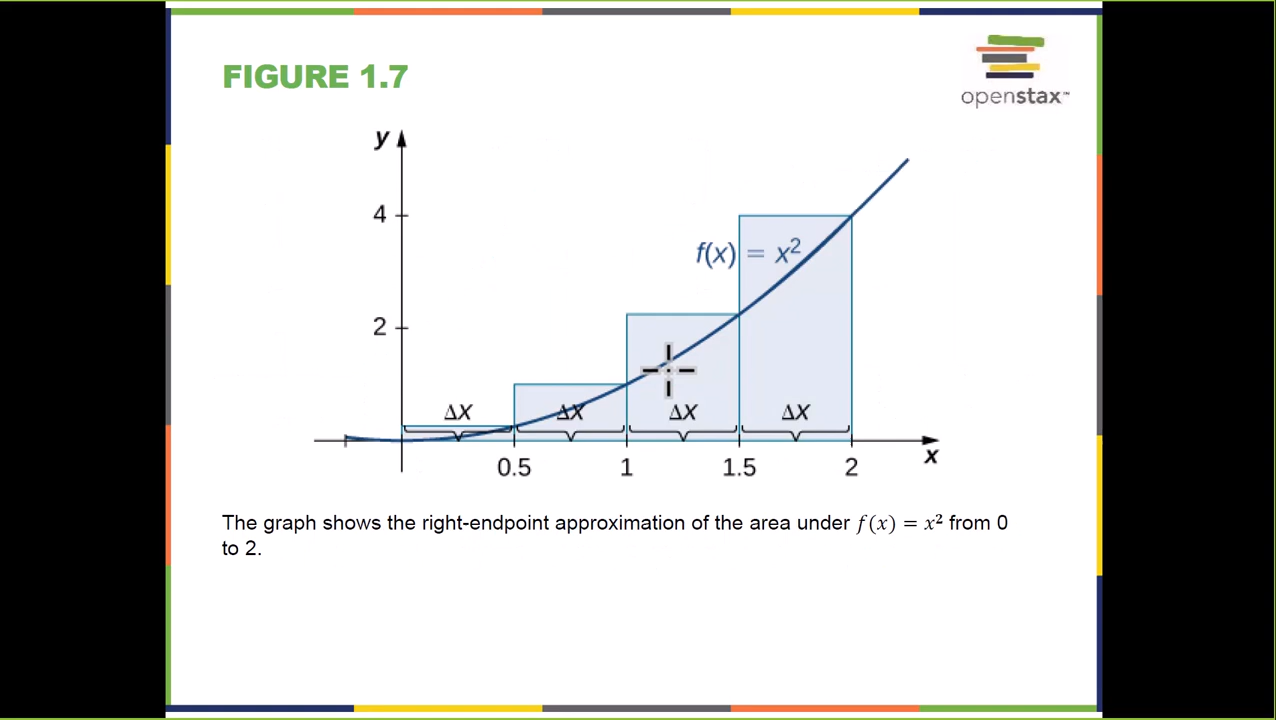 FIGURE 1.7
openstax™
y
4
f(x) = x²
2
ΔX ΔX ΔX ΔX
0.5 1 1.5 2
x
The graph shows the right-endpoint approximation of the area under f(x) = x² from 0
to 2.